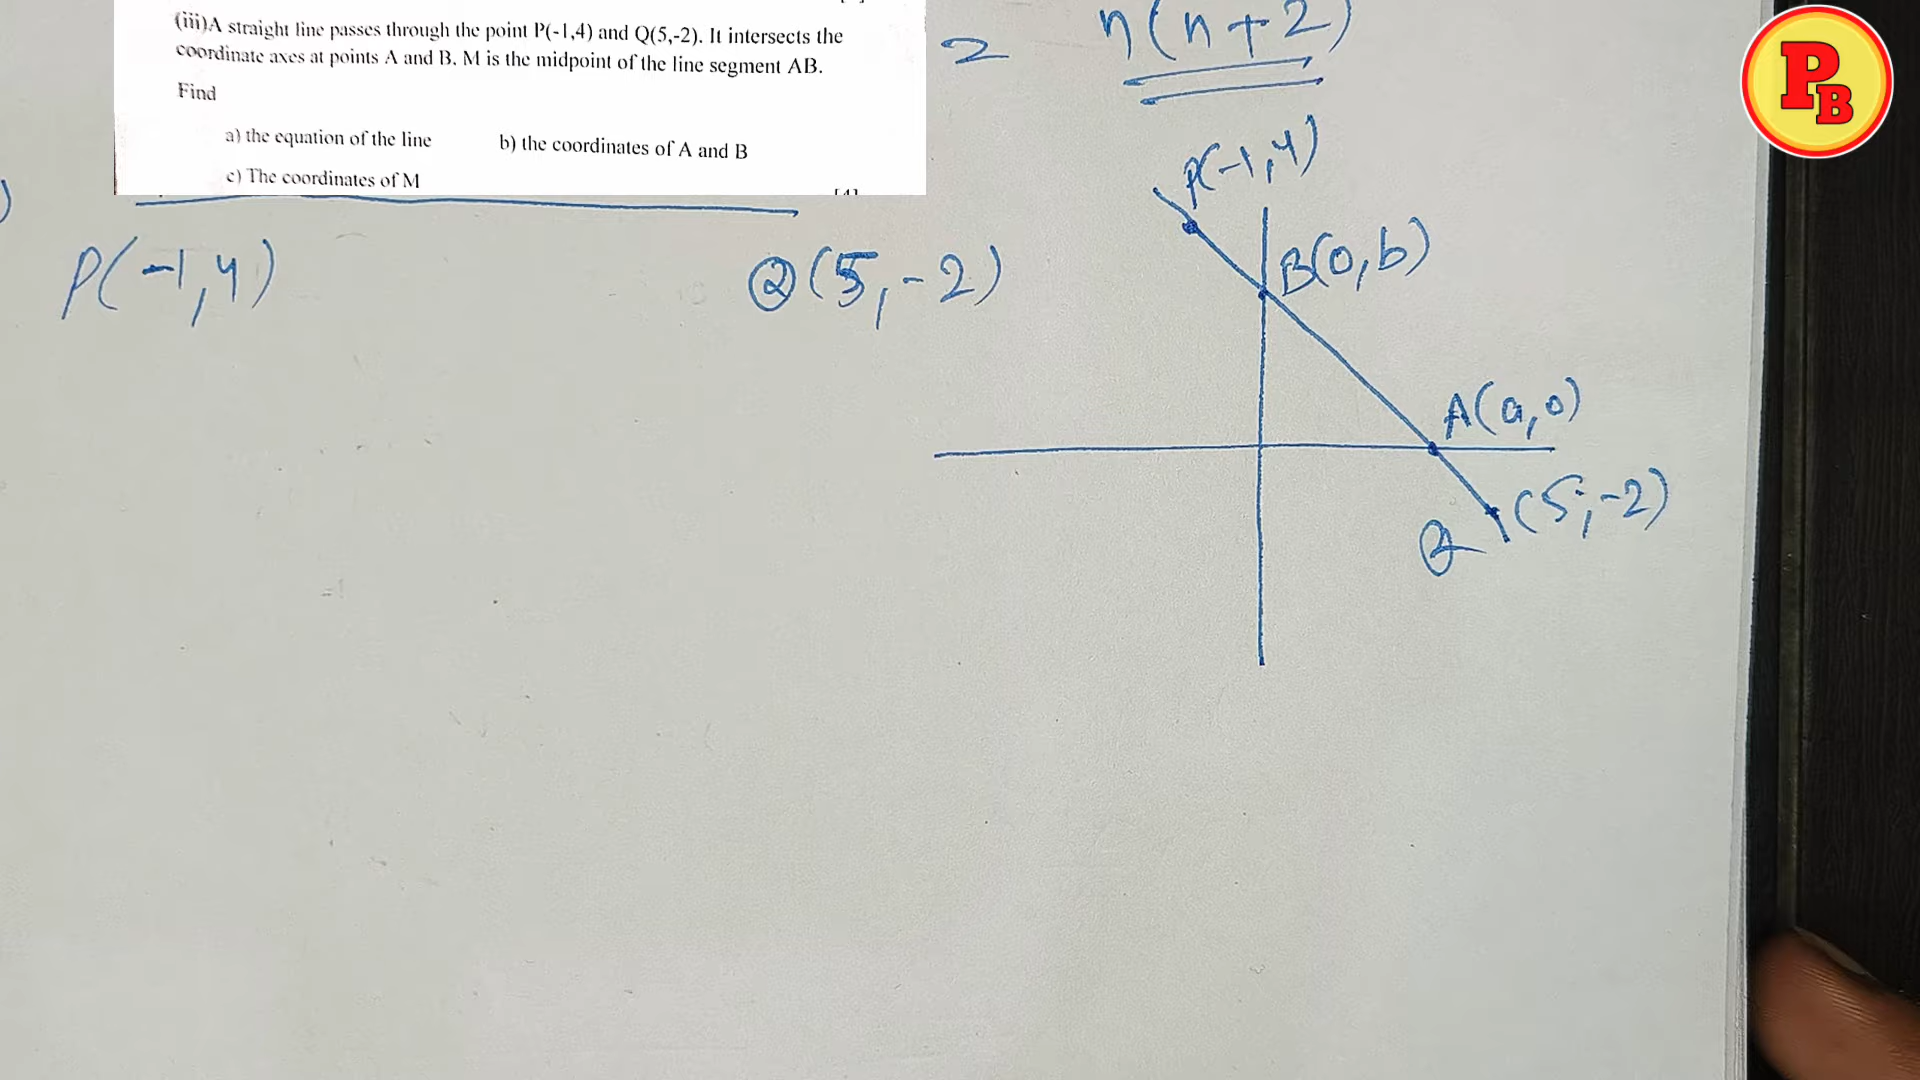 (iii)A straight line passes through the point P(-1,4) and Q(5,-2). It intersects the
coordinate axes at points A and B. M is the midpoint of the line segment AB.
Find
a) the equation of the line b) the coordinates of A and B
c) The coordinates of M
= n(n+2)
PB
P(-1,4)
B(0,b)
P(-1,4) Q(5,-2)
A(a,0)
Q (5,-2)